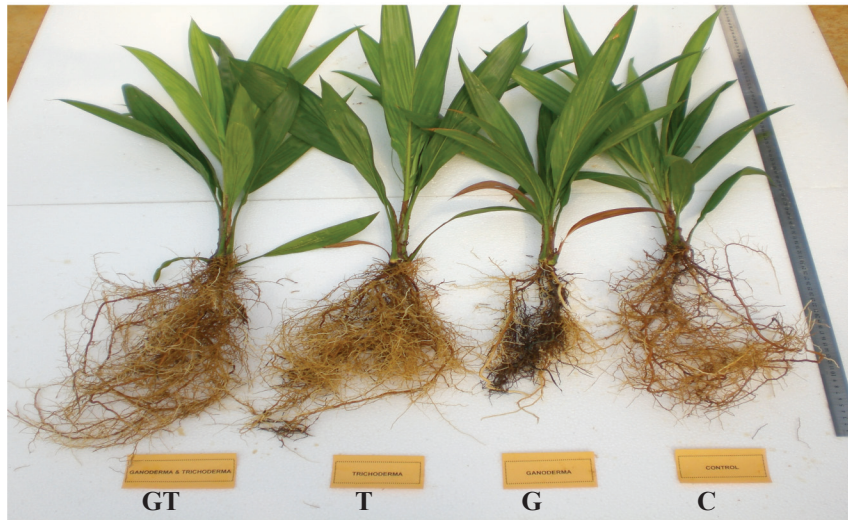 GANODERMA & TRICHODERMA
TRICHODERMA
GANODERMA
CONTROL
GT
T
G
C